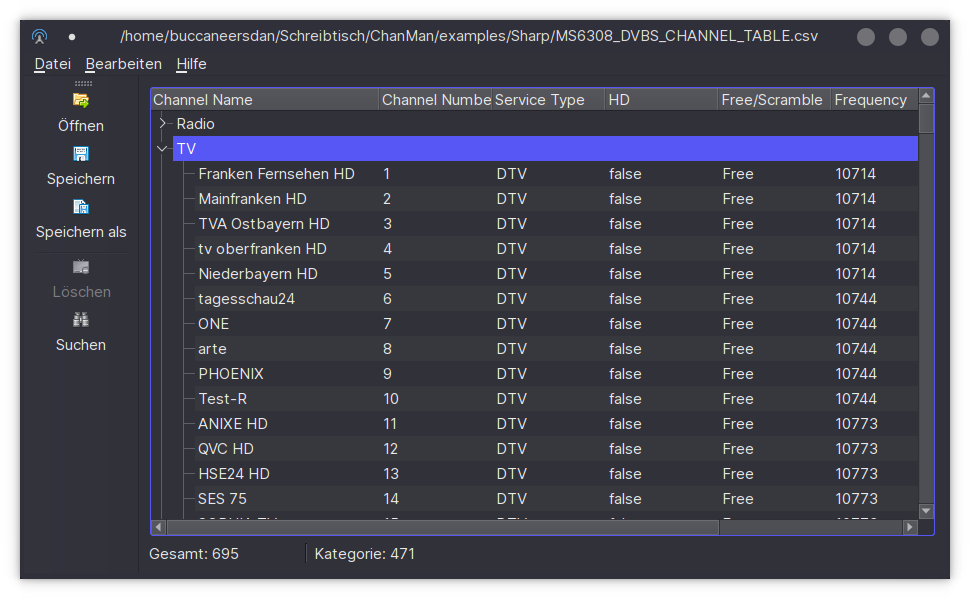 /home/buccaneersdan/Schreibtisch/ChanMan/examples/Sharp/MS6308_DVBS_CHANNEL_TABLE.csv
Datei Bearbeiten Hilfe
Öffnen
Speichern
Speichern als
Löschen
Suchen
Channel Name Channel Numbe Service Type HD Free/Scramble Frequency
Radio
TV
Franken Fernsehen HD 1 DTV false Free 10714
Mainfranken HD 2 DTV false Free 10714
TVA Ostbayern HD 3 DTV false Free 10714
tv oberfranken HD 4 DTV false Free 10714
Niederbayern HD 5 DTV false Free 10714
tagesschau24 6 DTV false Free 10744
ONE 7 DTV false Free 10744
arte 8 DTV false Free 10744
PHOENIX 9 DTV false Free 10744
Test-R 10 DTV false Free 10744
ANIXE HD 11 DTV false Free 10773
QVC HD 12 DTV false Free 10773
HSE24 HD 13 DTV false Free 10773
SES 75 14 DTV false Free 10773
Gesamt: 695 Kategorie: 471